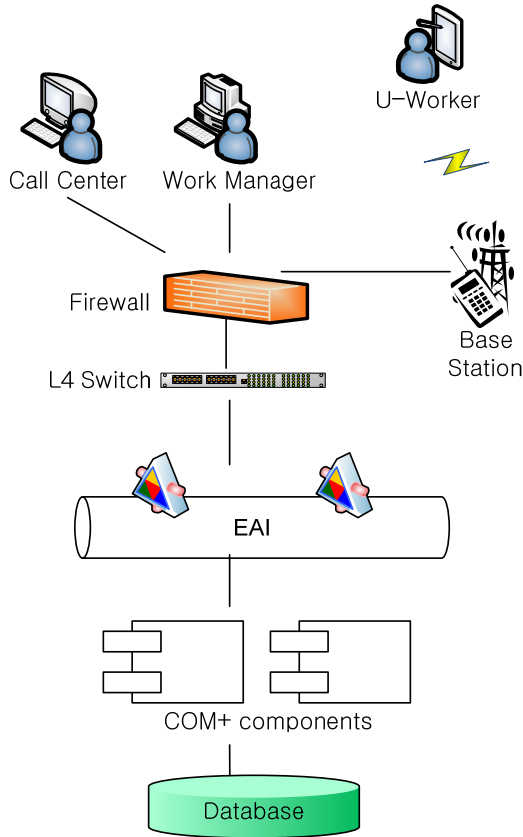 U-Worker
Call Center
Work Manager
Firewall
Base
Station
L4 Switch
EAI
COM+ components
Database